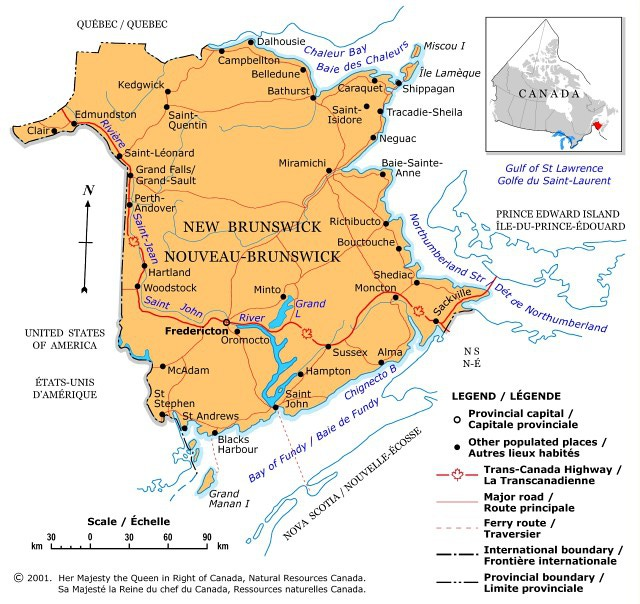 QUÉBEC / QUEBEC
Dalhousie
Campbellton
Chaleur Bay
Baie des Chaleurs
Miscou I
Île Lamèque
Belledune
Bathurst
Caraquet
Shippagan
Kedgwick
Saint-
Quentin
Saint-
Isidore
Tracadie-Sheila
Neguac
Edmundston
Clair
Rivière
Saint-Jean
Saint-Léonard
Grand Falls/
Grand-Sault
Perth-
Andover
Miramichi
Baie-Sainte-
Anne
CANADA
Gulf of St Lawrence
Golfe du Saint-Laurent
PRINCE EDWARD ISLAND
ÎLE-DU-PRINCE-ÉDOUARD
N
NEW BRUNSWICK
NOUVEAU-BRUNSWICK
Richibucto
Bouctouche
Northumberland Str
Dét de Northumberland
Hartland
Woodstock
Shediac
Moncton
Sackville
Minto
Grand
L
Saint John River
Fredericton
Oromocto
UNITED STATES
OF AMERICA
ÉTATS-UNIS
D'AMÉRIQUE
N S
N-É
Sussex
Alma
Hampton
McAdam
Chignecto B
St
Stephen
St Andrews
Saint
John
Blacks
Harbour
Bay of Fundy / Baie de Fundy
Grand
Manan I
NOVA SCOTIA / NOUVELLE-ÉCOSSE
LEGEND / LÉGENDE
Provincial capital /
Capitale provinciale
Other populated places /
Autres lieux habités
Trans-Canada Highway /
La Transcanadienne
Major road /
Route principale
Ferry route /
Traversier
International boundary /
Frontière internationale
Provincial boundary /
Limite provinciale
Scale / Échelle
km 30 0 30 60 90 km
© 2001. Her Majesty the Queen in Right of Canada, Natural Resources Canada.
Sa Majesté la Reine du chef du Canada, Ressources naturelles Canada.